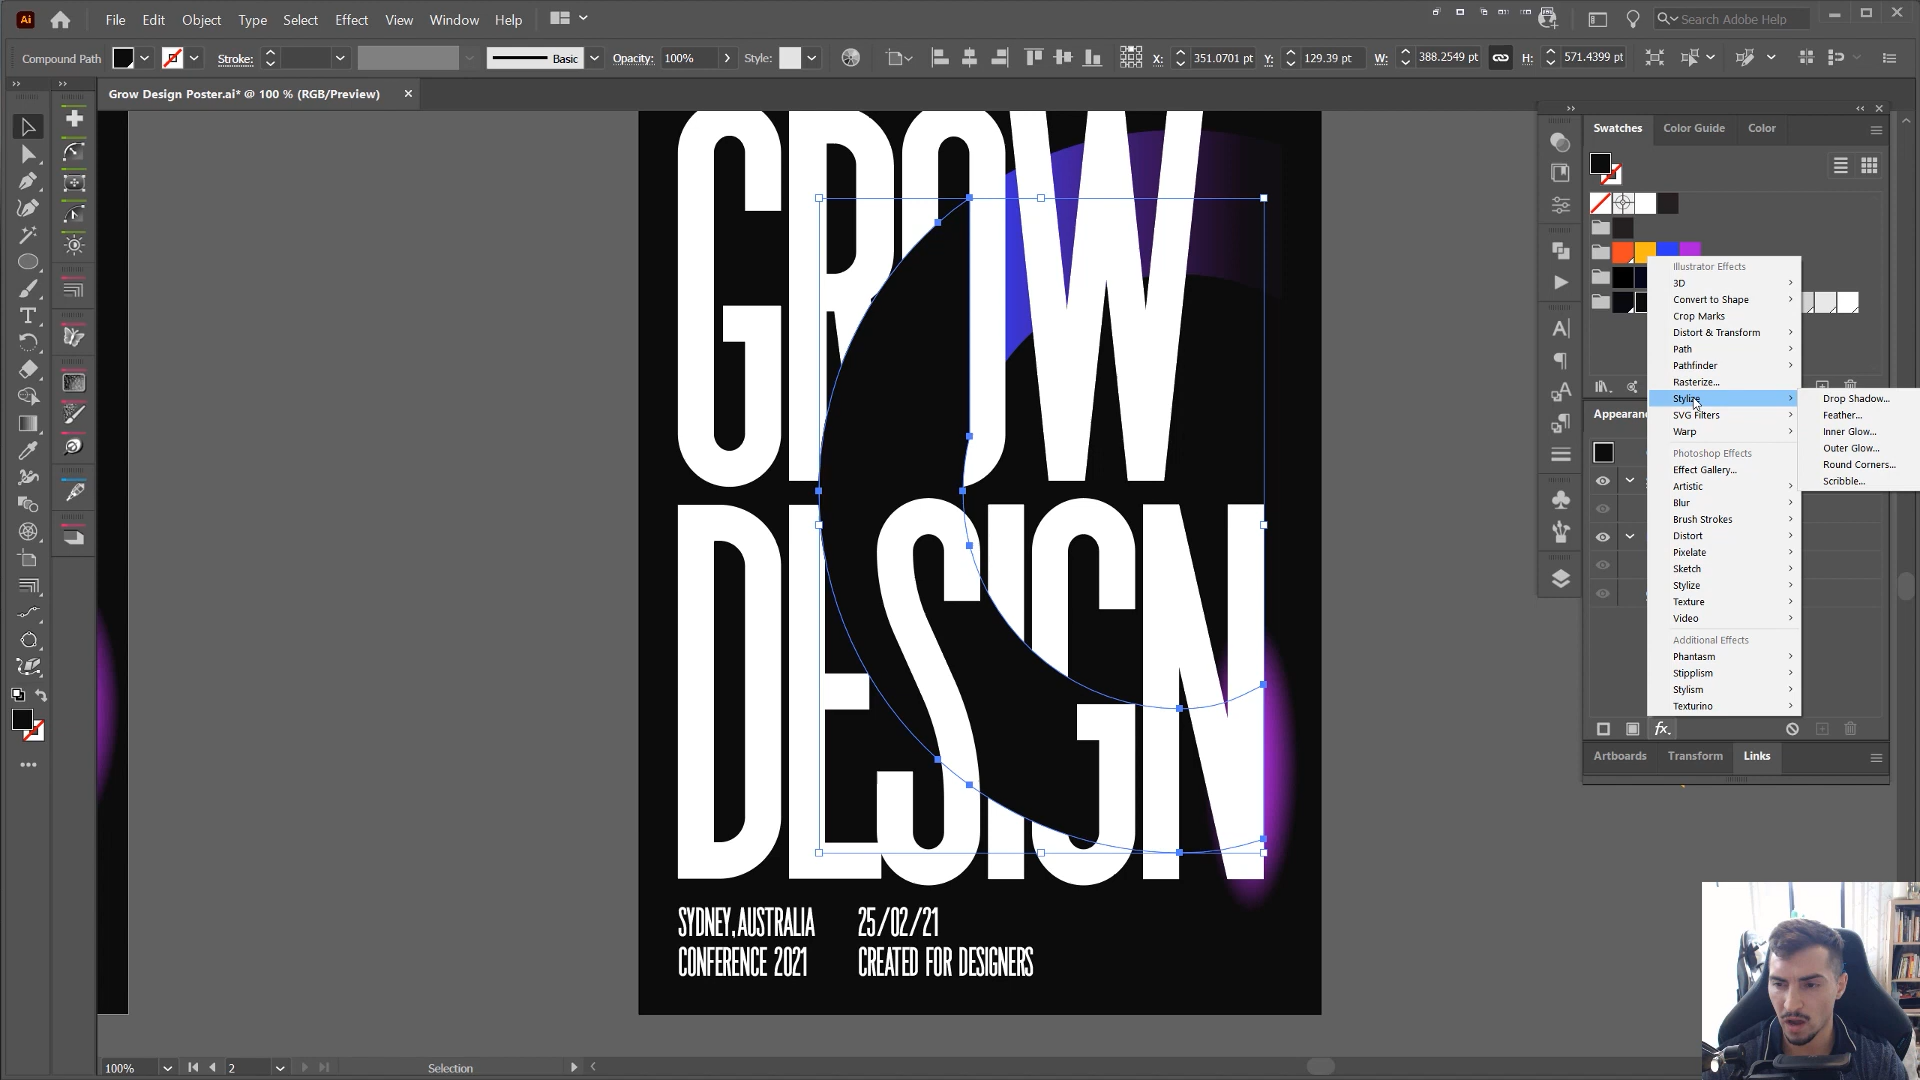 Ai File Edit Object Type Select Effect View Window Help
Search Adobe Help
Compound Path Stroke: Basic Opacity: 100% Style: X: 351.0701 pt Y: 129.39 pt W: 388.2549 pt H: 571.4399 pt
Grow Design Poster.ai* @ 100 % (RGB/Preview)
Swatches Color Guide Color
GROW
DESIGN
SYDNEY, AUSTRALIA 25/02/21
CONFERENCE 2021 CREATED FOR DESIGNERS
Illustrator Effects
3D
Convert to Shape
Crop Marks
Distort & Transform
Path
Pathfinder
Rasterize...
Stylize
SVG Filters
Warp
Photoshop Effects
Effect Gallery...
Artistic
Blur
Brush Strokes
Distort
Pixelate
Sketch
Stylize
Texture
Video
Additional Effects
Phantasm
Stipplism
Stylism
Texturino
Drop Shadow...
Feather...
Inner Glow...
Outer Glow...
Round Corners...
Scribble...
fx
Artboards Transform Links
100% 2 Selection